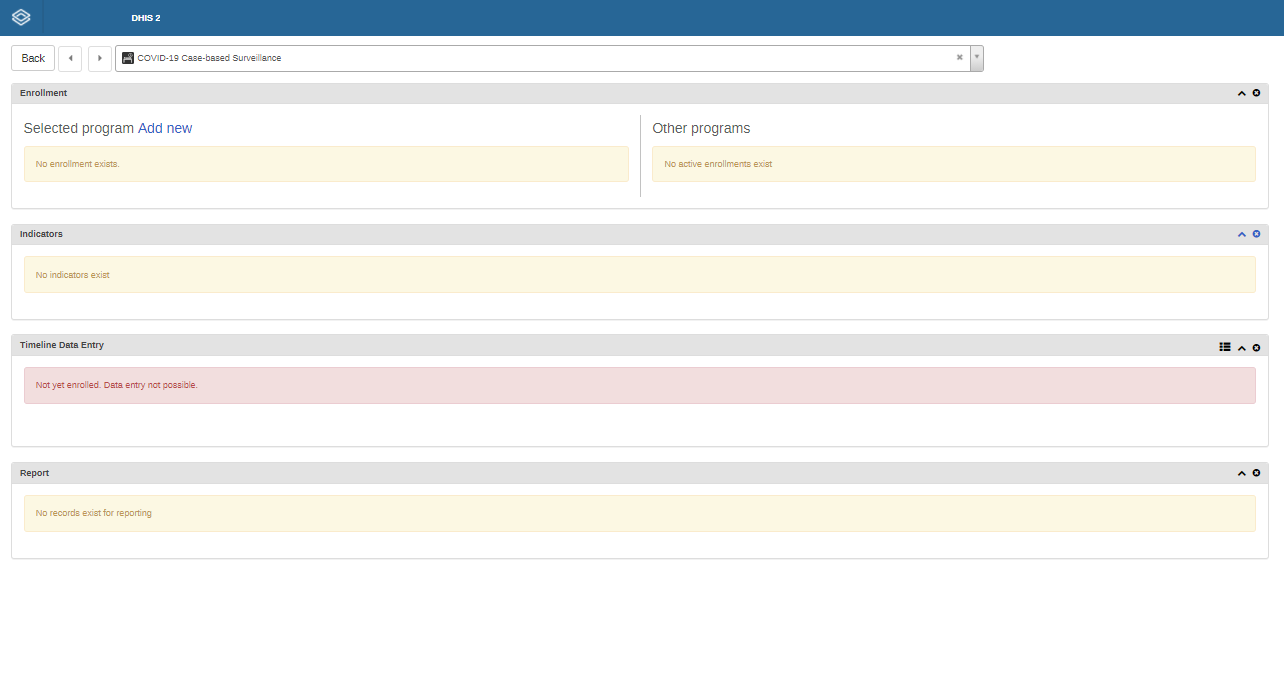 DHIS 2
Back
COVID-19 Case-based Surveillance
Enrollment
Selected program Add new
No enrollment exists.
Other programs
No active enrollments exist
Indicators
No indicators exist
Timeline Data Entry
Not yet enrolled. Data entry not possible.
Report
No records exist for reporting